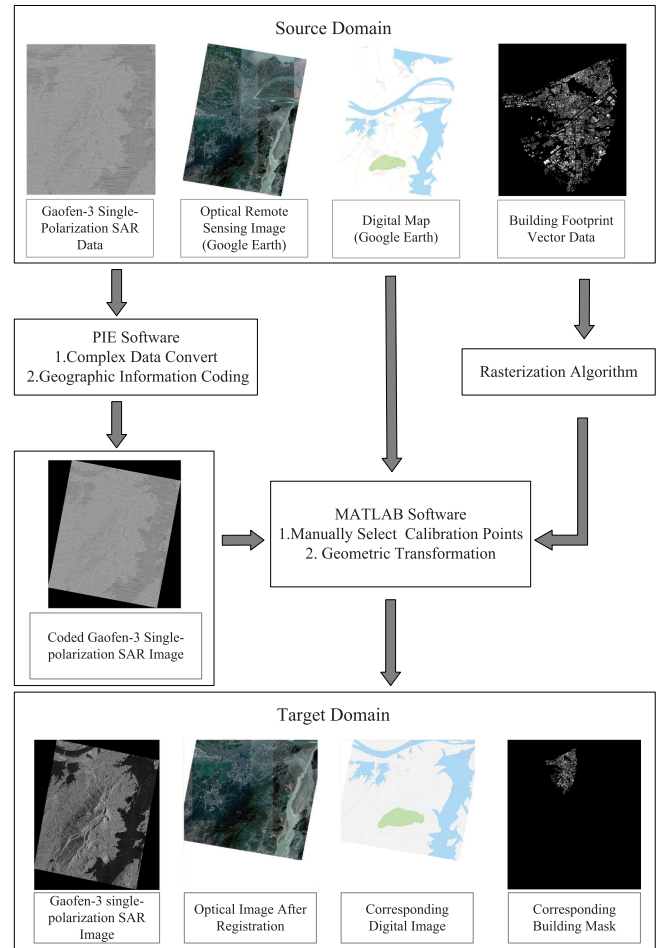 Source Domain
Gaofen-3 Single-
Polarization SAR
Data
Optical Remote
Sensing Image
(Google Earth)
Digital Map
(Google Earth)
Building Footprint
Vector Data
PIE Software
1.Complex Data Convert
2.Geographic Information Coding
Rasterization Algorithm
MATLAB Software
1.Manually Select Calibration Points
2. Geometric Transformation
Coded Gaofen-3 Single-
polarization SAR Image
Target Domain
Gaofen-3 single-
polarization SAR
Image
Optical Image After
Registration
Corresponding
Digital Image
Corresponding
Building Mask